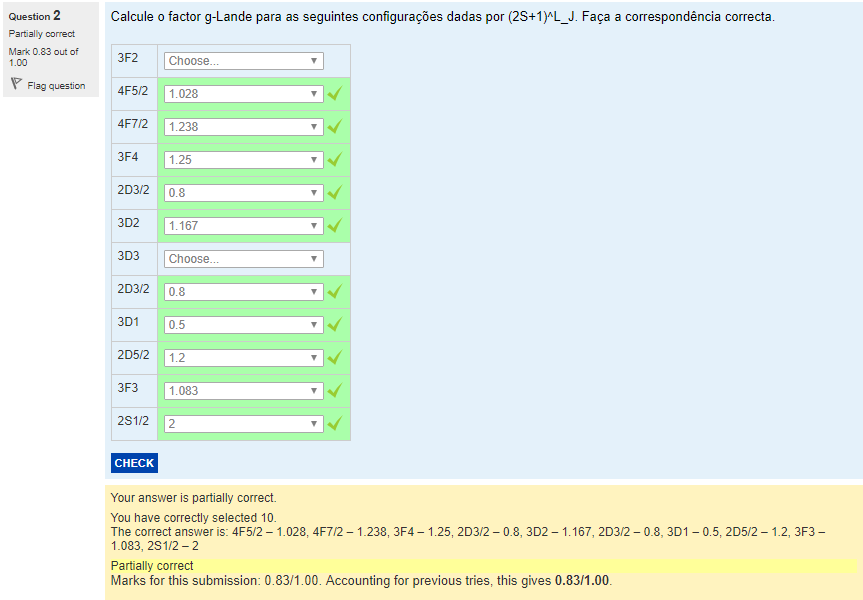 Question 2
Partially correct
Mark 0.83 out of
1.00
Flag question
Calcule o factor g-Lande para as seguintes configurações dadas por (2S+1)^L_J. Faça a correspondência correcta.
3F2 Choose...
4F5/2 1.028
4F7/2 1.238
3F4 1.25
2D3/2 0.8
3D2 1.167
3D3 Choose...
2D3/2 0.8
3D1 0.5
2D5/2 1.2
3F3 1.083
2S1/2 2
CHECK
Your answer is partially correct.
You have correctly selected 10.
The correct answer is: 4F5/2 – 1.028, 4F7/2 – 1.238, 3F4 – 1.25, 2D3/2 – 0.8, 3D2 – 1.167, 2D3/2 – 0.8, 3D1 – 0.5, 2D5/2 – 1.2, 3F3 –
1.083, 2S1/2 – 2
Partially correct
Marks for this submission: 0.83/1.00. Accounting for previous tries, this gives 0.83/1.00.